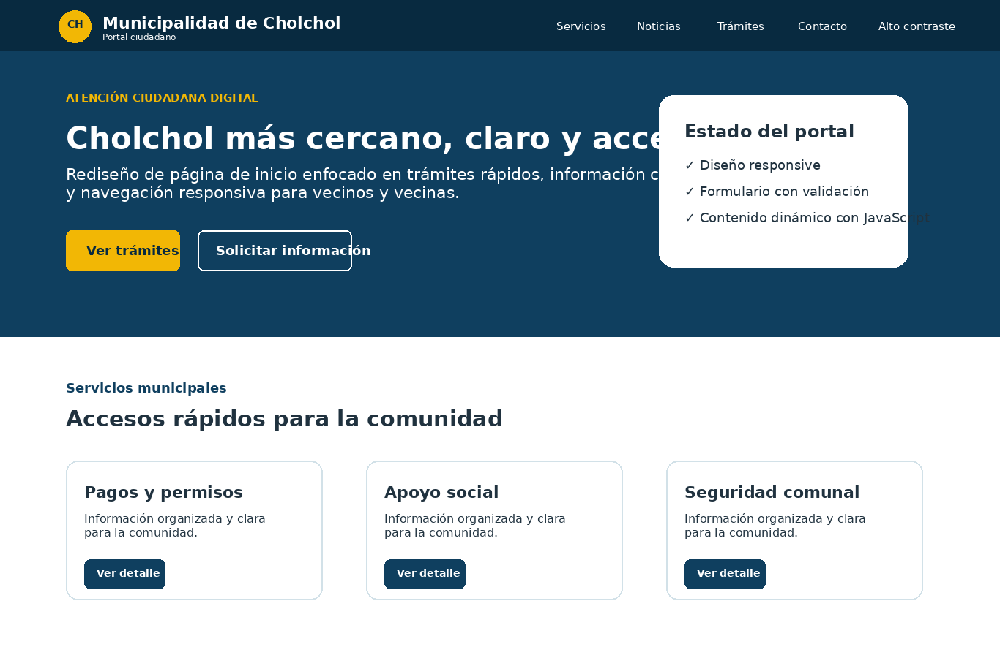 CH
Municipalidad de Cholchol
Portal ciudadano
Servicios
Noticias
Trámites
Contacto
Alto contraste
ATENCIÓN CIUDADANA DIGITAL
Cholchol más cercano, claro y acce
Rediseño de página de inicio enfocado en trámites rápidos, información c
y navegación responsiva para vecinos y vecinas.
Ver trámites
Solicitar información
Estado del portal
✓ Diseño responsive
✓ Formulario con validación
✓ Contenido dinámico con JavaScript
Servicios municipales
Accesos rápidos para la comunidad
Pagos y permisos
Información organizada y clara
para la comunidad.
Ver detalle
Apoyo social
Información organizada y clara
para la comunidad.
Ver detalle
Seguridad comunal
Información organizada y clara
para la comunidad.
Ver detalle